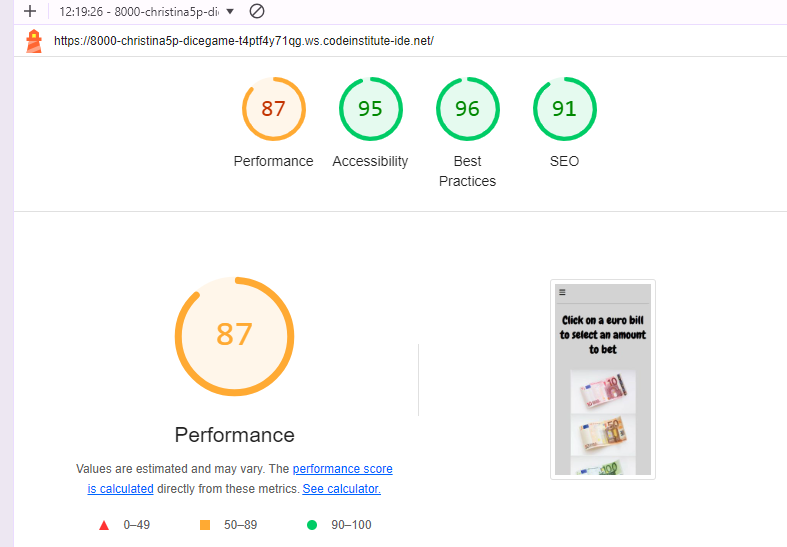 12:19:26 - 8000-christina5p-di
https://8000-christina5p-dicegame-t4ptf4y71qg.ws.codeinstitute-ide.net/
87
95
96
91
Performance
Accessibility
Best
Practices
SEO
87
Performance
Values are estimated and may vary. The performance score
is calculated directly from these metrics. See calculator.
0–49
50–89
90–100
Click on a euro bill
to select an amount
to bet
10
50